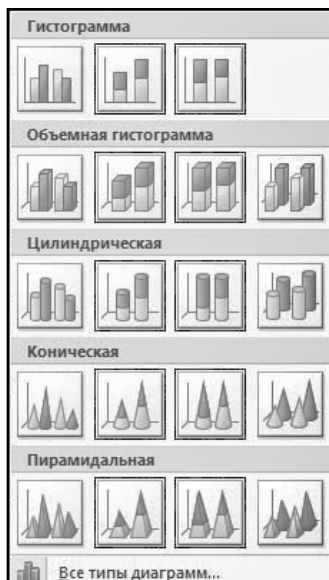 Гистограмма
Объемная гистограмма
Цилиндрическая
Коническая
Пирамидальная
Все типы диаграмм...